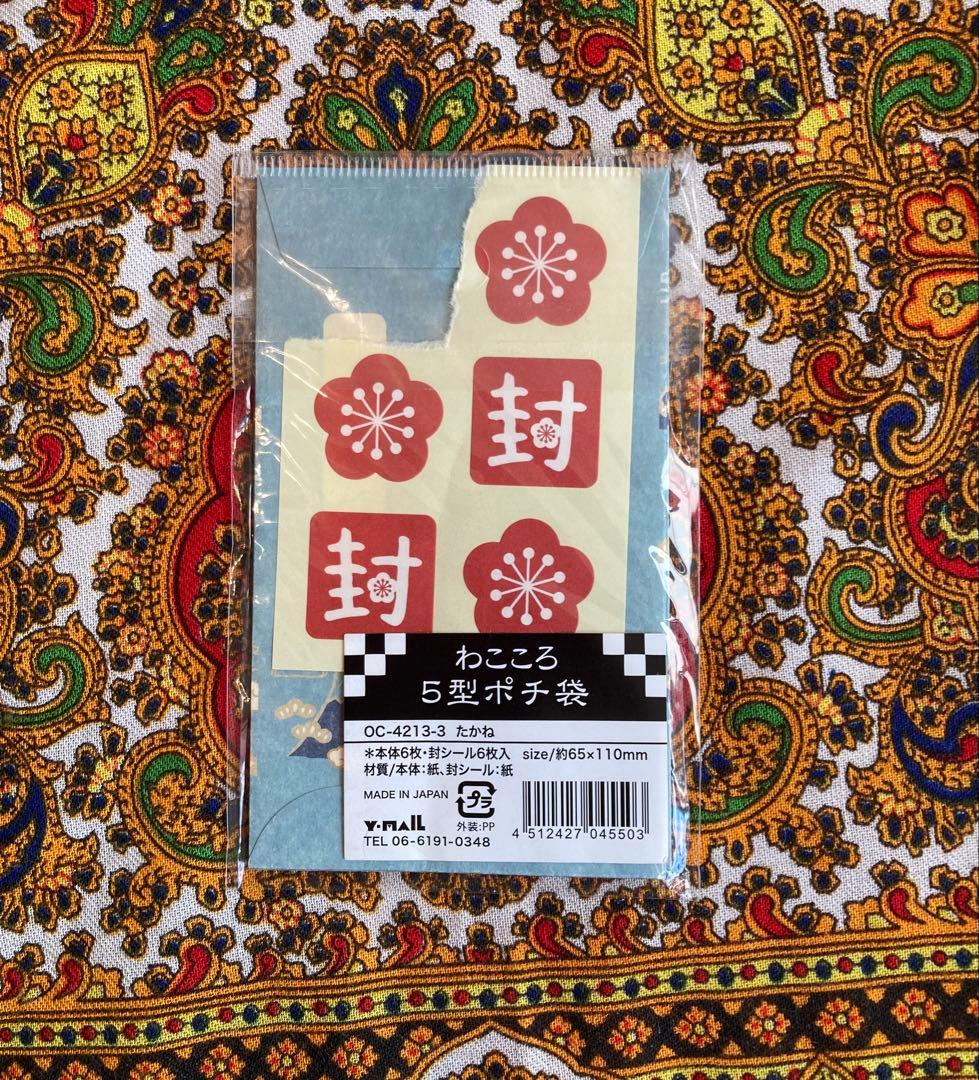 封
封
わこころ
5型ポチ袋
OC-4213-3 たかね
＊本体6枚・封シール6枚入 size/約65×110mm
材質/本体:紙、封シール:紙
MADE IN JAPAN
プラ
外装:PP
Y-MAIL
TEL 06-6191-0348
4 512427 045503